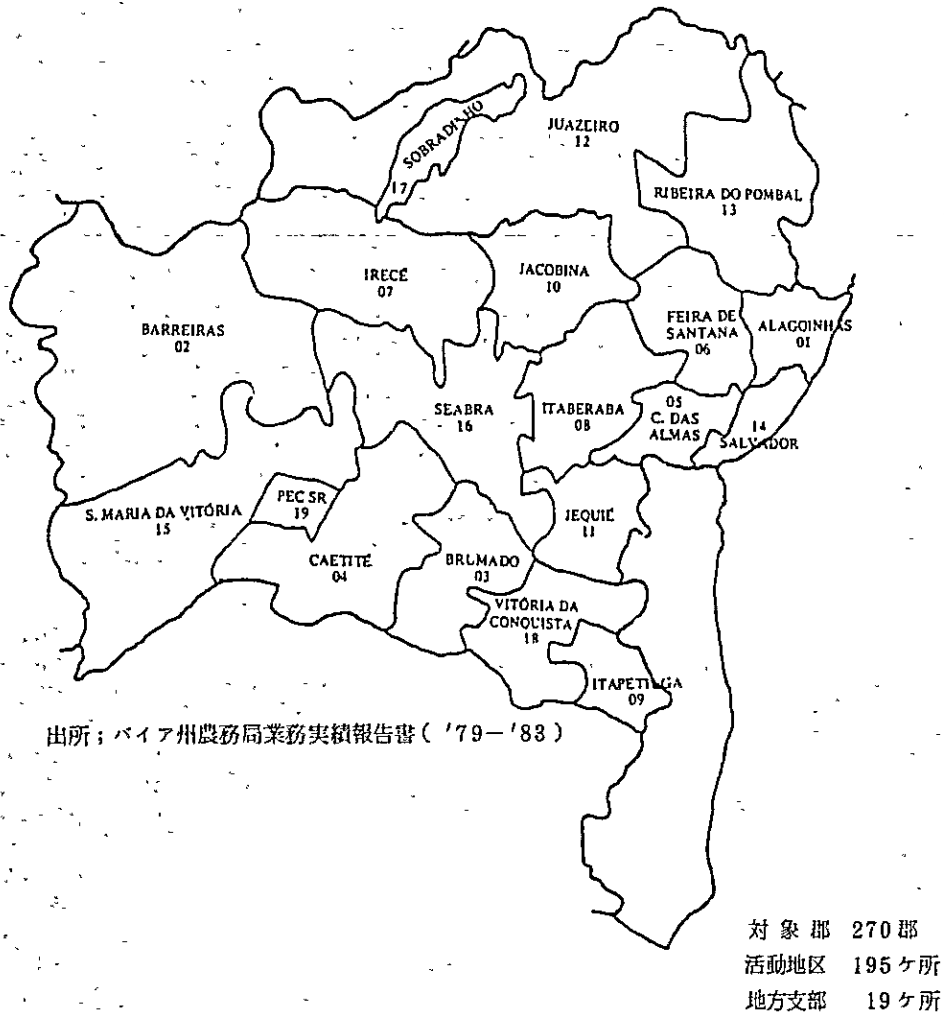 SOBRADINHO
17
JUAZEIRO
12
RIBEIRA DO POMBAL
13
IRECÉ
07
JACOBINA
10
BARREIRAS
02
FEIRA DE
SANTANA
06
ALAGOINHAS
01
SEABRA
16
ITABERABA
08
05
C. DAS
ALMAS
14
SALVADOR
S. MARIA DA VITÓRIA
15
PEC SR
19
CAETITÉ
04
BRUMADO
03
JEQUIÉ
11
VITÓRIA DA
CONQUISTA
18
ITAPETINGA
09
出所；バイア州農務局業務実績報告書（'79－'83）
対象郡 270郡
活動地区 195ケ所
地方支部 19ケ所